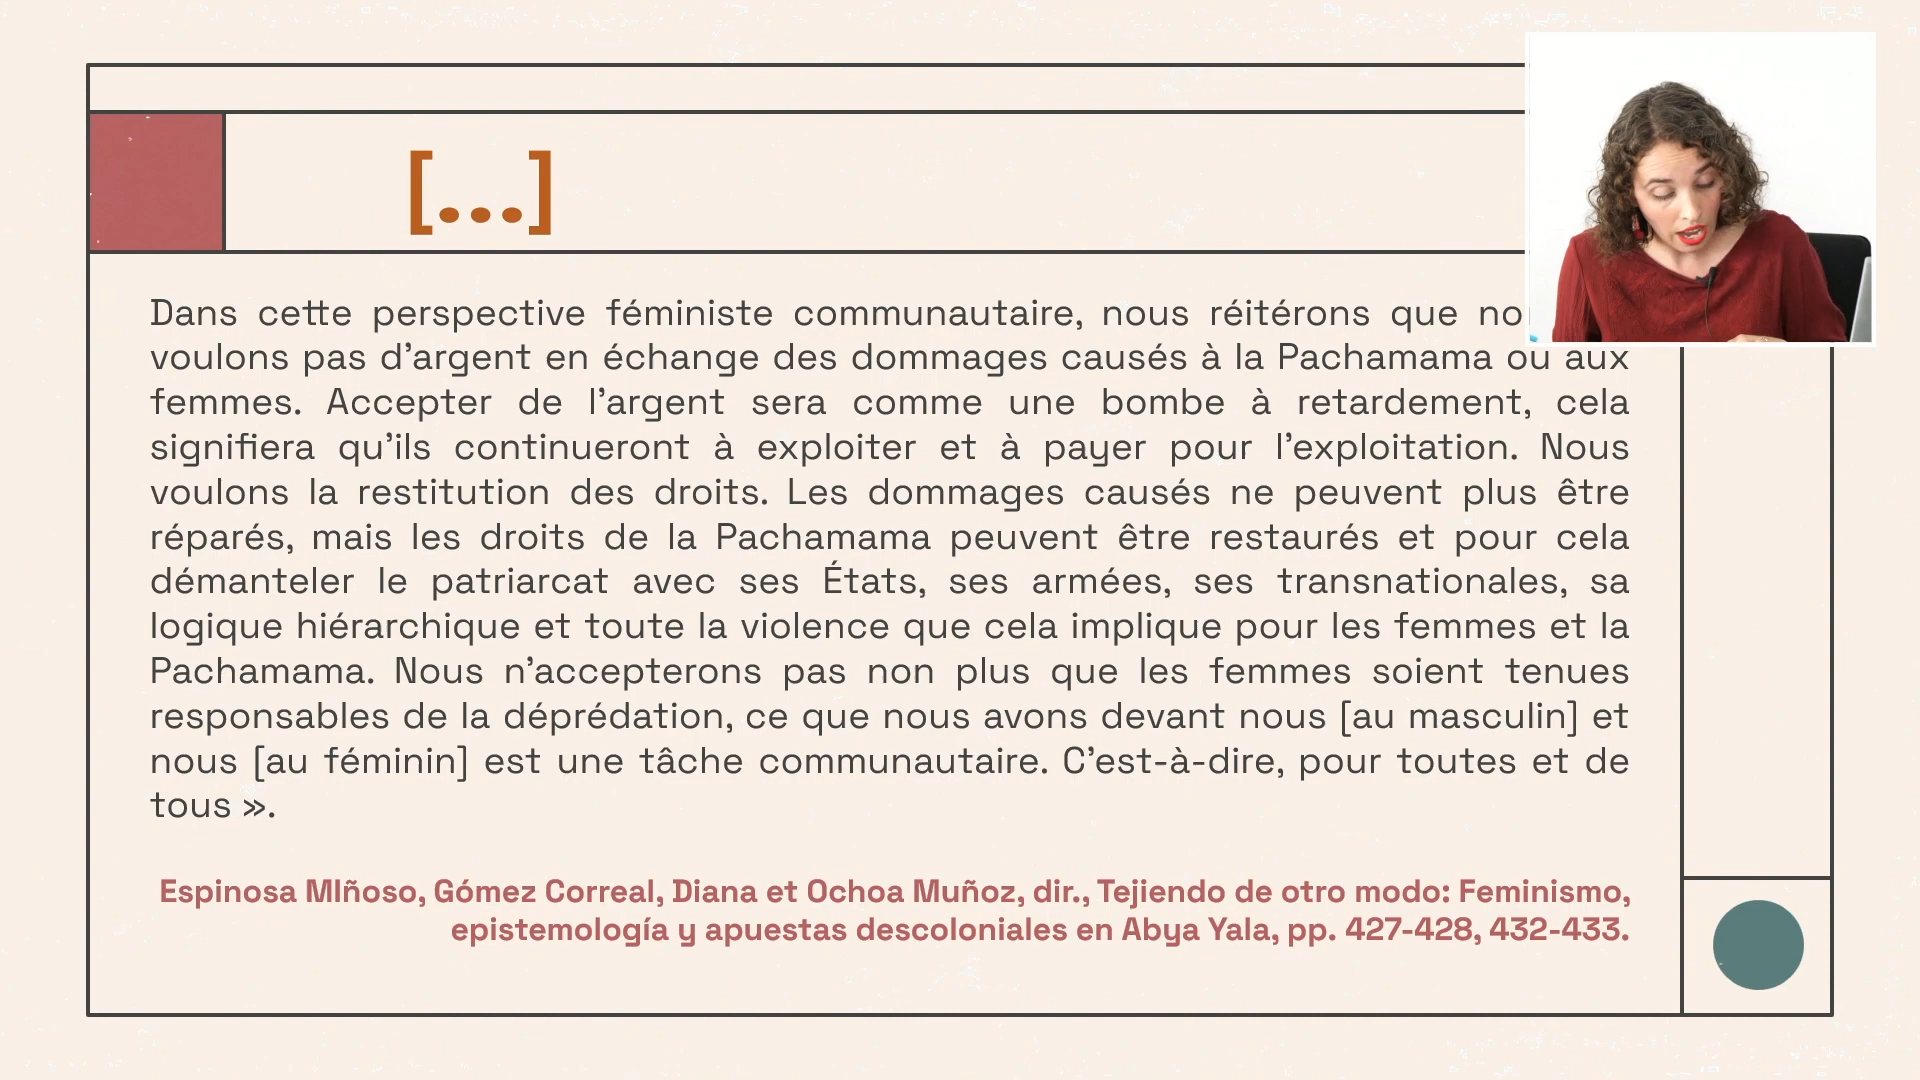 [...]
Dans cette perspective féministe communautaire, nous réitérons que
voulons pas d'argent en échange des dommages causés à la Pachamama ou aux
femmes. Accepter de l'argent sera comme une bombe à retardement, cela
signifiera qu'ils continueront à exploiter et à payer pour l'exploitation. Nous
voulons la restitution des droits. Les dommages causés ne peuvent plus être
réparés, mais les droits de la Pachamama peuvent être restaurés et pour cela
démanteler le patriarcat avec ses États, ses armées, ses transnationales, sa
logique hiérarchique et toute la violence que cela implique pour les femmes et la
Pachamama. Nous n'accepterons pas non plus que les femmes soient tenues
responsables de la déprédation, ce que nous avons devant nous [au masculin] et
nous [au féminin] est une tâche communautaire. C'est-à-dire, pour toutes et de
tous ».
Espinosa MIñoso, Gómez Correal, Diana et Ochoa Muñoz, dir., Tejiendo de otro modo: Feminismo,
epistemología y apuestas descoloniales en Abya Yala, pp. 427-428, 432-433.